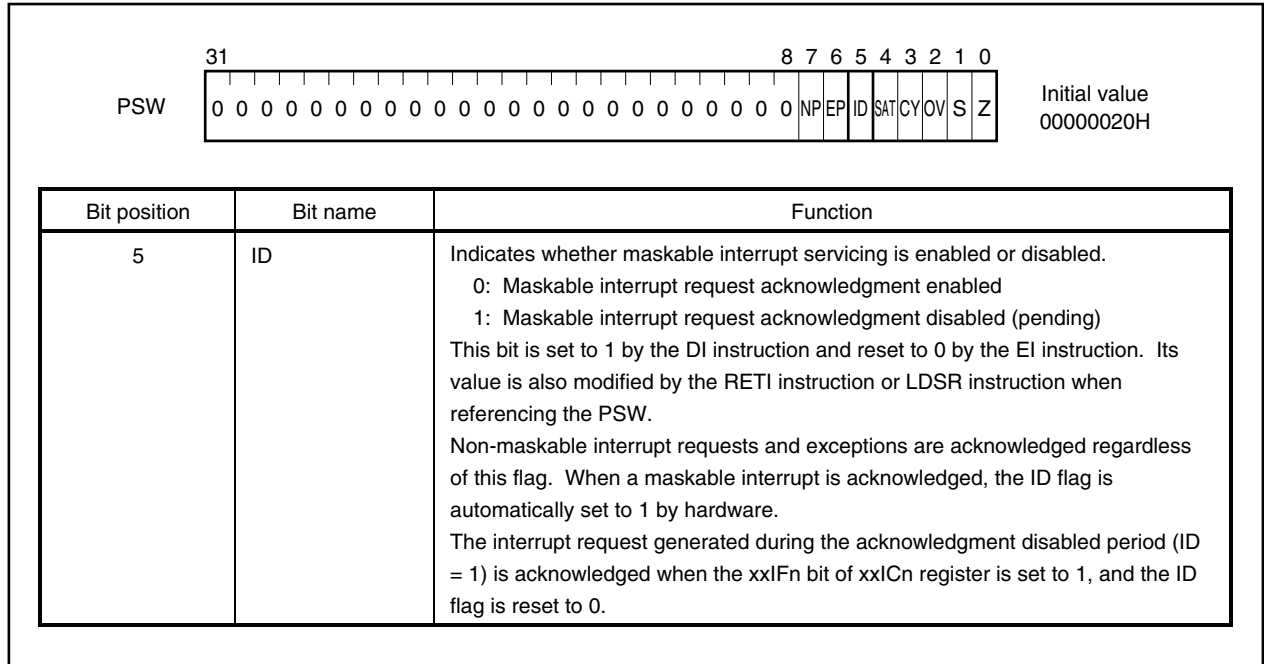 31 8 7 6 5 4 3 2 1 0
PSW 0 0 0 0 0 0 0 0 0 0 0 0 0 0 0 0 0 0 0 0 0 0 0 0 NP EP ID SAT CY OV S Z Initial value
00000020H
Bit position Bit name Function
5 ID Indicates whether maskable interrupt servicing is enabled or disabled.
0: Maskable interrupt request acknowledgment enabled
1: Maskable interrupt request acknowledgment disabled (pending)
This bit is set to 1 by the DI instruction and reset to 0 by the EI instruction. Its
value is also modified by the RETI instruction or LDSR instruction when
referencing the PSW.
Non-maskable interrupt requests and exceptions are acknowledged regardless
of this flag. When a maskable interrupt is acknowledged, the ID flag is
automatically set to 1 by hardware.
The interrupt request generated during the acknowledgment disabled period (ID
= 1) is acknowledged when the xxIFn bit of xxICn register is set to 1, and the ID
flag is reset to 0.